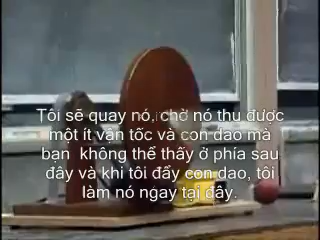 Tôi sẽ quay nó, chờ nó thu được
một ít vân tốc và con dao mà
bạn không thể thấy ở phía sau
đây và khi tôi đẩy con dao, tôi
làm nó ngay tại đây.